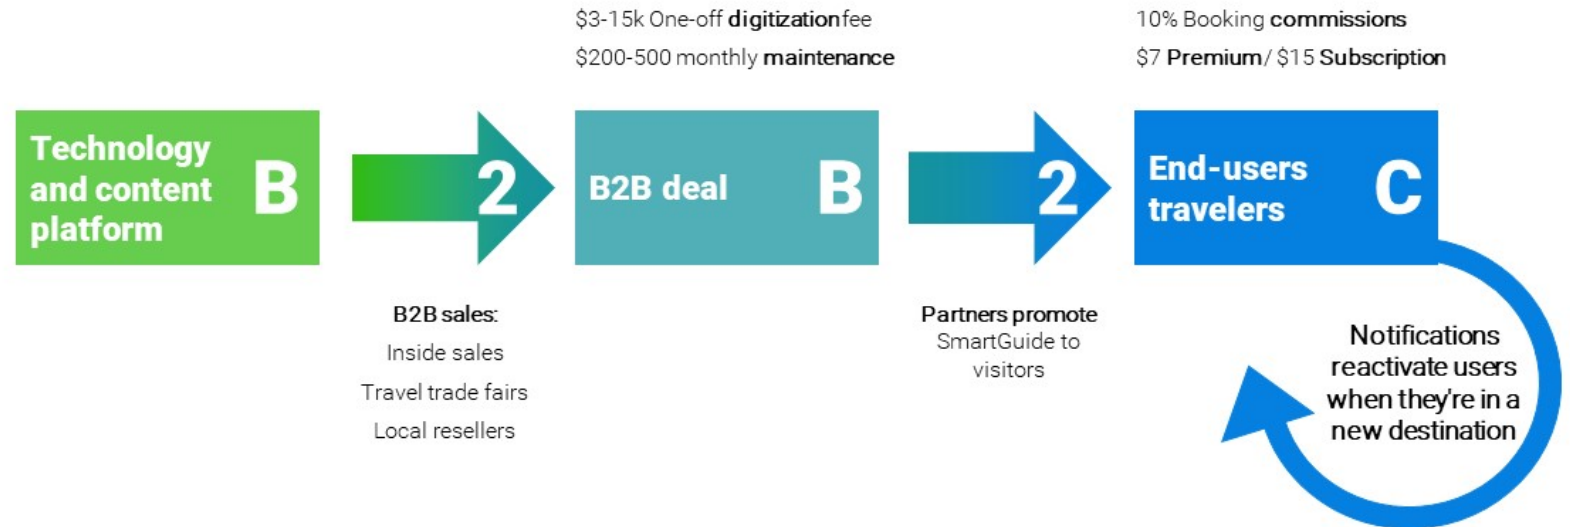 $3-15k One-off digitization fee
$200-500 monthly maintenance
10% Booking commissions
$7 Premium/ $15 Subscription
Technology
and content
platform
B
2
B2B deal
B
2
End-users
travelers
C
B2B sales:
Inside sales
Travel trade fairs
Local resellers
Partners promote
SmartGuide to
visitors
Notifications
reactivate users
when they're in a
new destination